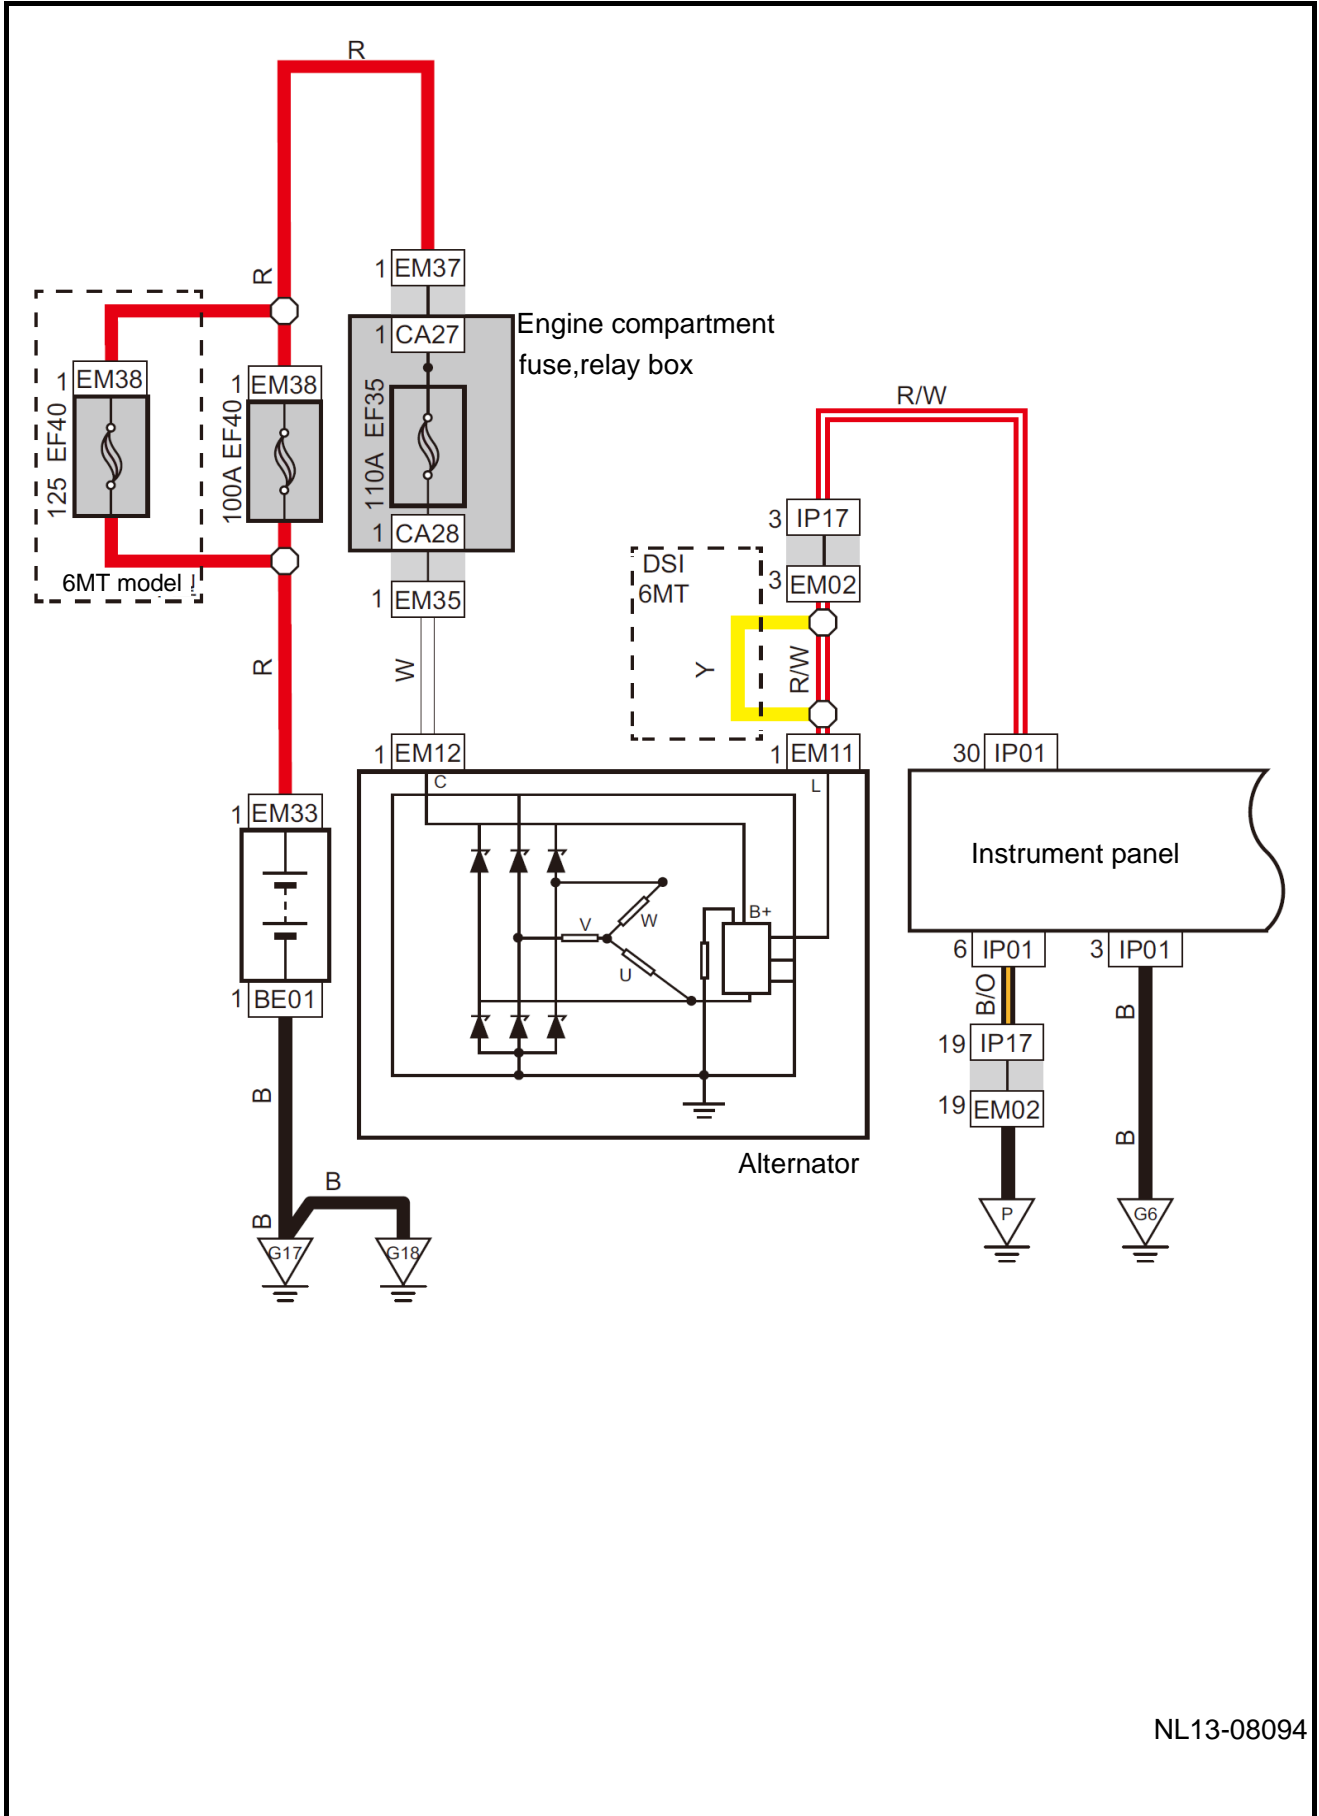 R
R
1 EM37
1 CA27
Engine compartment
fuse,relay box
110A EF35
1 CA28
1 EM35
1 EM38
125 EF40
6MT model
1 EM38
100A EF40
R
W
1 EM12
C
1 EM33
1 BE01
B
B
B
G17
G18
R/W
3 IP17
3 EM02
DSI
6MT
Y
R/W
1 EM11
L
V
W
U
B+
Alternator
30 IP01
Instrument panel
6 IP01
3 IP01
B/O
B
19 IP17
19 EM02
B
P
G6
NL13-08094